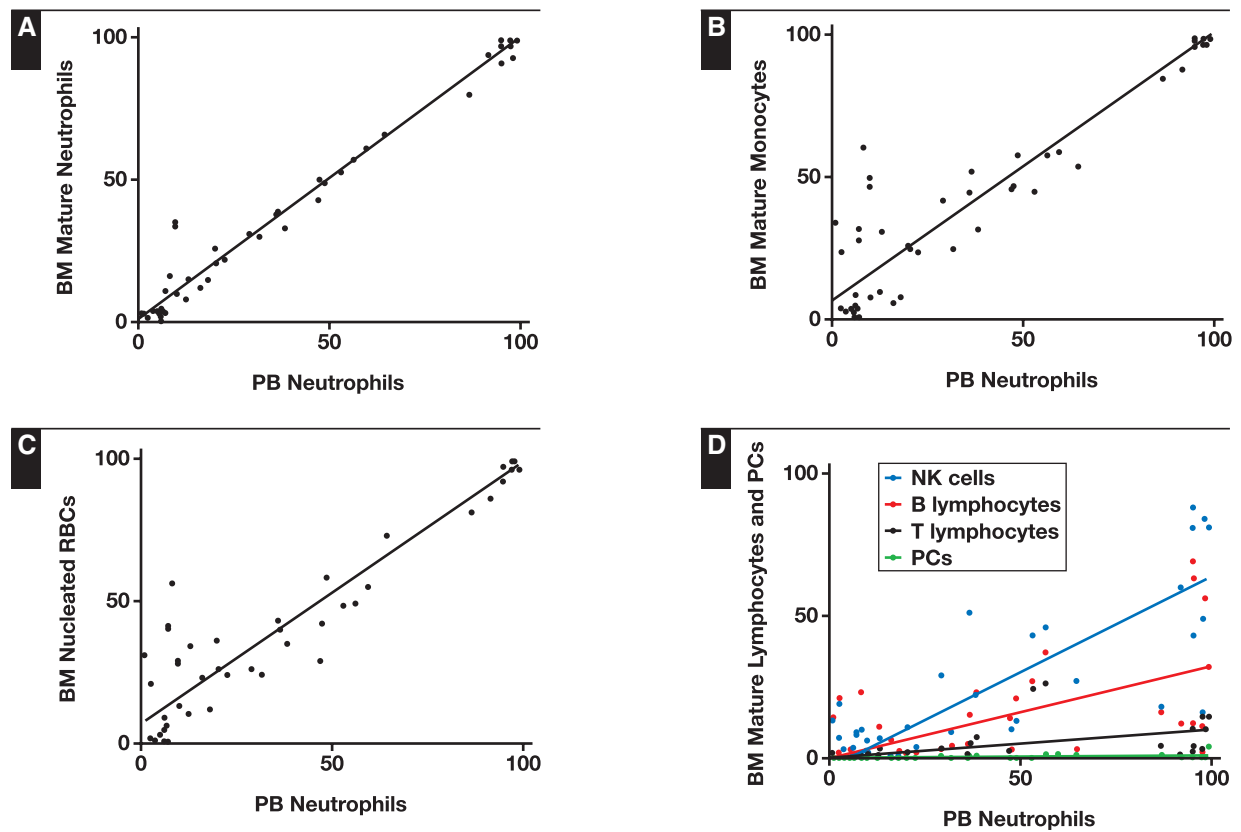 A
BM Mature Neutrophils
100
50
0
0
50
100
PB Neutrophils
B
BM Mature Monocytes
100
50
0
0
50
100
PB Neutrophils
C
BM Nucleated RBCs
100
50
0
0
50
100
PB Neutrophils
D
BM Mature Lymphocytes and PCs
100
50
0
0
50
100
NK cells
B lymphocytes
T lymphocytes
PCs
PB Neutrophils